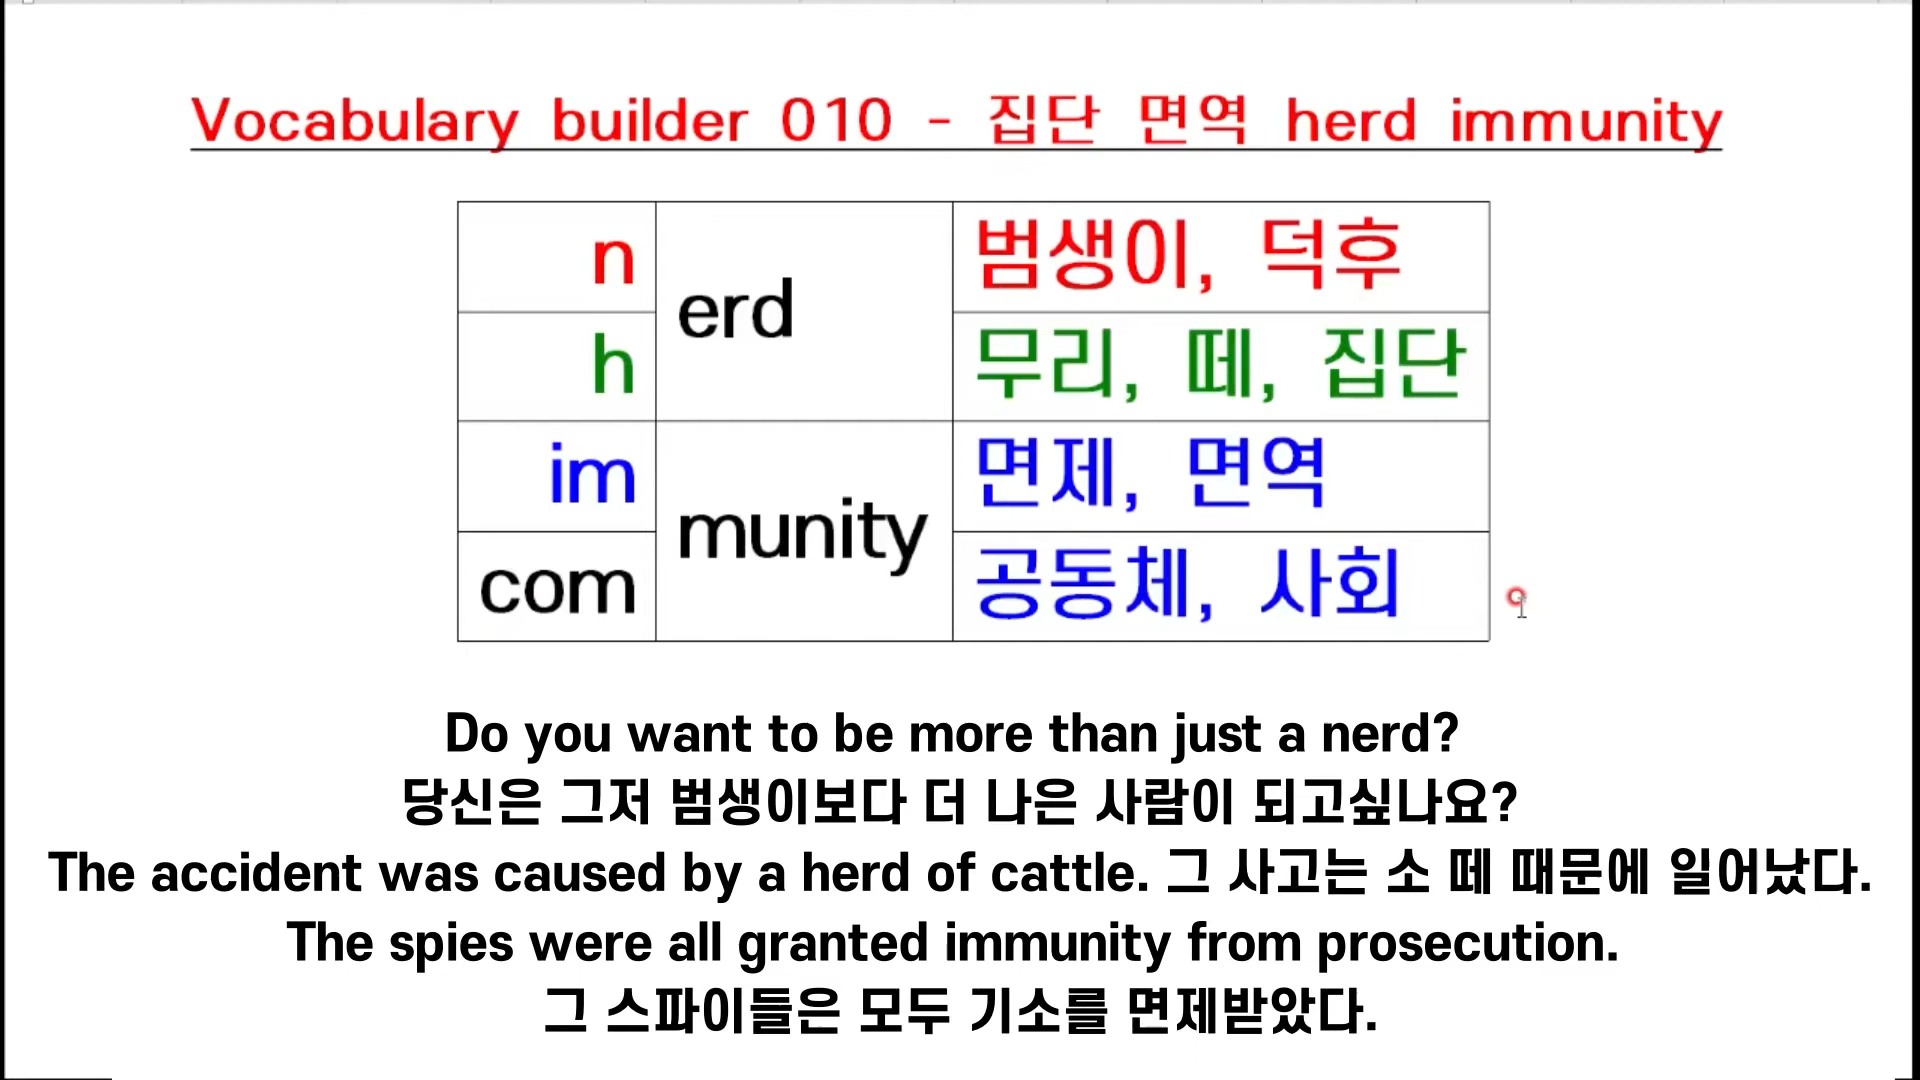 Vocabulary builder 010 - 집단 면역 herd immunity
n erd 범생이, 덕후
h 무리, 떼, 집단
im munity 면제, 면역
com 공동체, 사회
Do you want to be more than just a nerd?
당신은 그저 범생이보다 더 나은 사람이 되고싶나요?
The accident was caused by a herd of cattle. 그 사고는 소 떼 때문에 일어났다.
The spies were all granted immunity from prosecution.
그 스파이들은 모두 기소를 면제받았다.